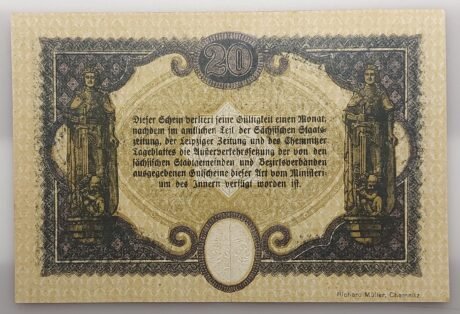 20
Dieser Schein verliert seine Gültigkeit einen Monat,
nachdem im amtlichen Teil der Sächsischen Staats-
zeitung, der Leipziger Zeitung und des Chemnitzer
Tageblattes die Außerverkehrsetzung der von den
sächsischen Stadtgemeinden und Bezirksverbänden
ausgegebenen Gutscheine dieser Art vom Ministeri-
um des Innern verfügt worden ist.
Richard Müller, Chemnitz